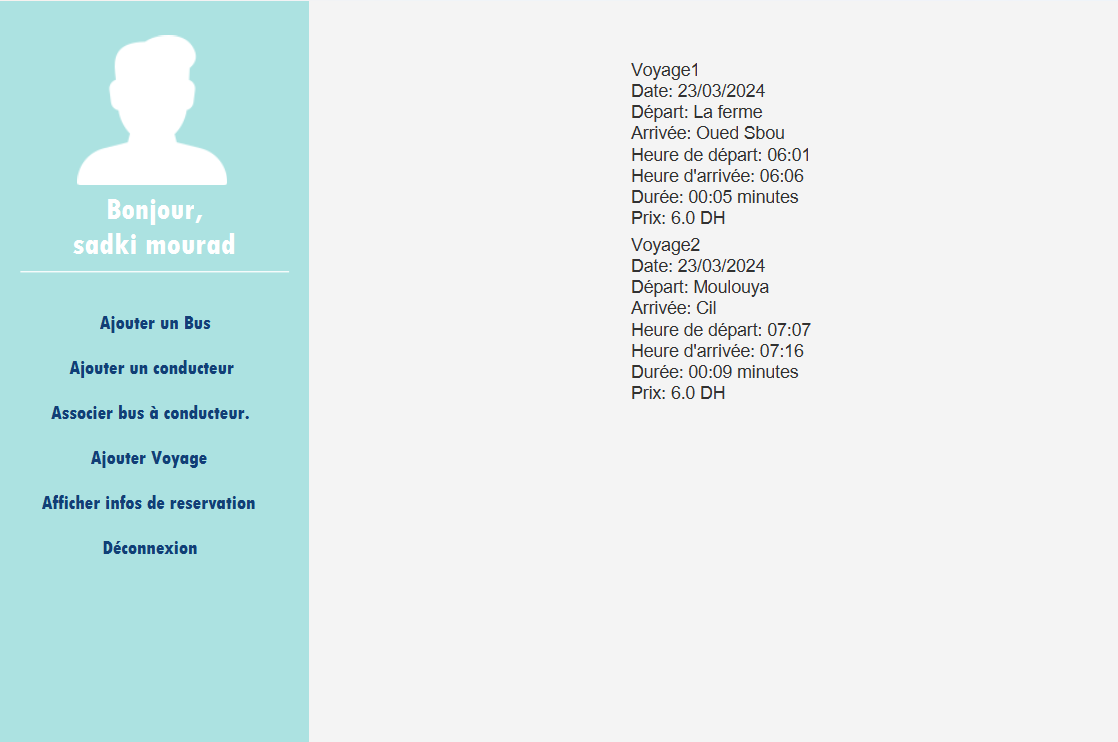 Bonjour,
sadki mourad
Ajouter un Bus
Ajouter un conducteur
Associer bus à conducteur.
Ajouter Voyage
Afficher infos de reservation
Déconnexion
Voyage1
Date: 23/03/2024
Départ: La ferme
Arrivée: Oued Sbou
Heure de départ: 06:01
Heure d'arrivée: 06:06
Durée: 00:05 minutes
Prix: 6.0 DH
Voyage2
Date: 23/03/2024
Départ: Moulouya
Arrivée: Cil
Heure de départ: 07:07
Heure d'arrivée: 07:16
Durée: 00:09 minutes
Prix: 6.0 DH